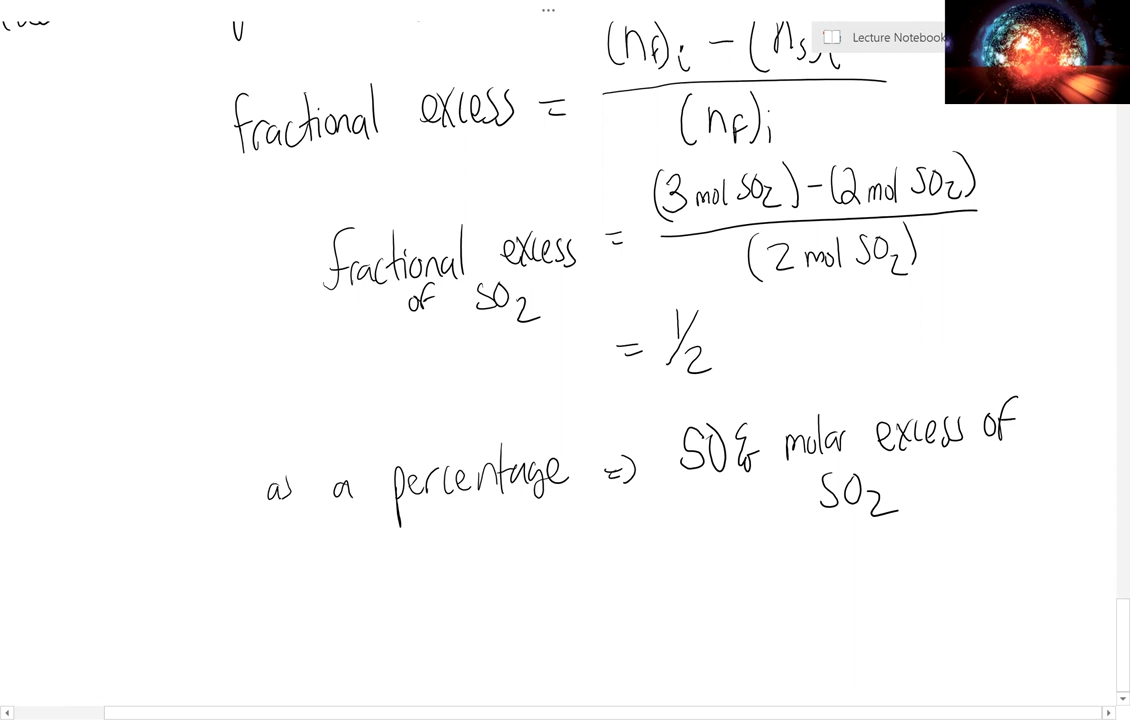 ...
Lecture Notebook
(nf)i - (ns)i
fractional excess =
(nF)i
(3 mol SO2) - (2 mol SO2)
fractional excess =
of SO2
(2 mol SO2)
= 1/2
as a percentage => 50% molar excess of
SO2